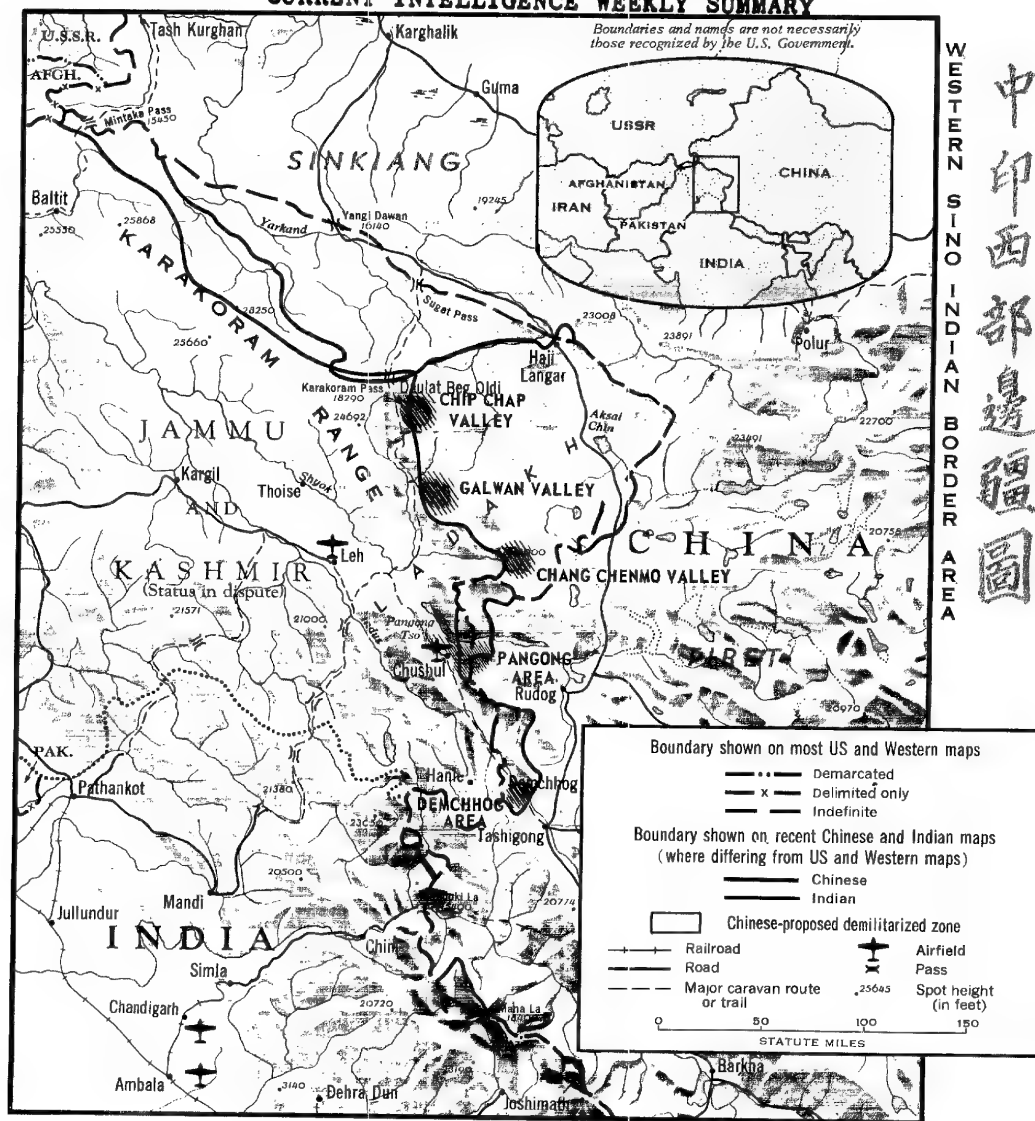 CURRENT INTELLIGENCE WEEKLY SUMMARY
Boundaries and names are not necessarily
those recognized by the U.S. Government.
WESTERN SINO INDIAN BORDER AREA
中印西部邊疆圖
U.S.S.R.
Tash Kurghan
Karghalik
AFGH.
Guma
Mintaka Pass
15450
SINKIANG
USSR
CHINA
AFGHANISTAN
IRAN
PAKISTAN
INDIA
Baltit
25550
25868
Yarkand
Yangi Dawan
16140
19245
KARAKORAM
RANGE
28250
Suget Pass
25660
23008
23891
Polur
Haji
Langar
Karakoram Pass
18290
Daulat Beg Oldi
24692
CHIP CHAP
VALLEY
Aksai
Chin
22700
23491
JAMMU
AND
KASHMIR
(Status in dispute)
Kargil
Thoise
Shyok
GALWAN VALLEY
LADAKH
CHINA
20758
Leh
CHANG CHENMO VALLEY
21571
21000
Indus
Pangong
Tso
Chushul
PANGONG
AREA
Rudog
TIBET
20970
PAK.
Pathankot
21380
Hanle
Demchhog
DEMCHHOG
AREA
Tashigong
23050
20500
Mandi
20774
Jullundur
INDIA
Simla
Chandigarh
20720
Ambala
3140
Dehra Dun
Joshimath
Barkha
Boundary shown on most US and Western maps
Demarcated
Delimited only
Indefinite
Boundary shown on recent Chinese and Indian maps
(where differing from US and Western maps)
Chinese
Indian
Chinese-proposed demilitarized zone
Railroad
Airfield
Road
Pass
Major caravan route
or trail
25645
Spot height
(in feet)
0 50 100 150
STATUTE MILES